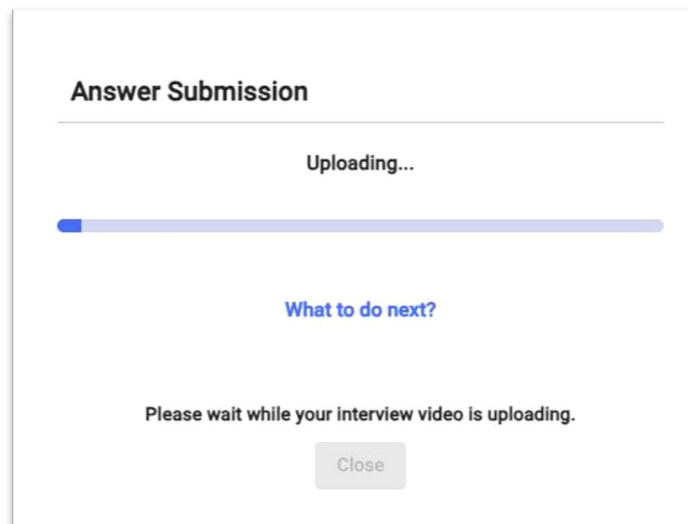 Answer Submission
Uploading...
What to do next?
Please wait while your interview video is uploading.
Close